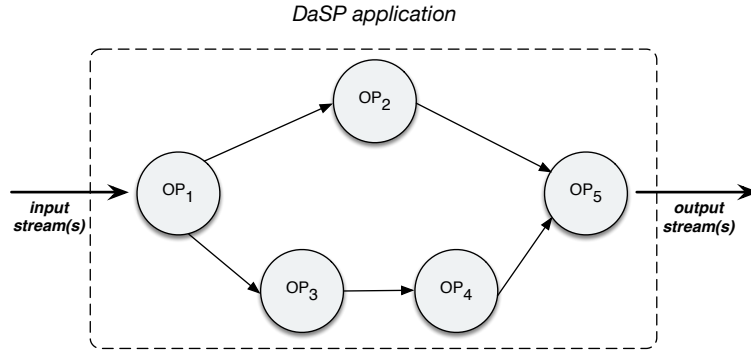 DaSP application
OP2
OP1
OP5
input
stream(s)
output
stream(s)
OP3
OP4